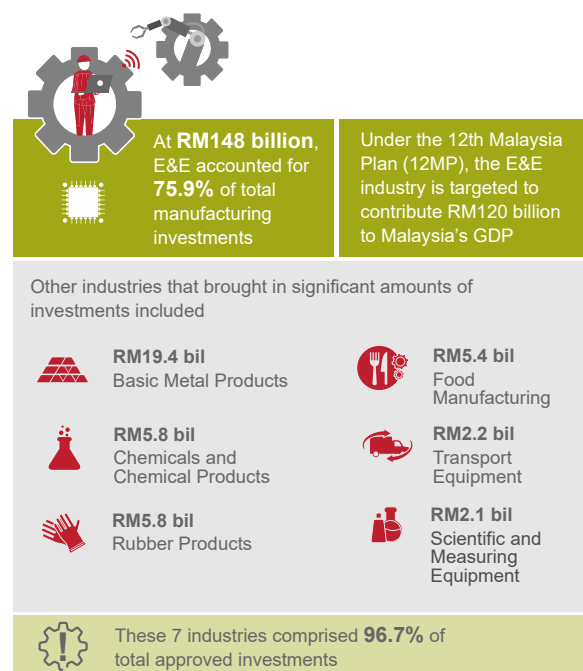 At RM148 billion,
E&E accounted for
75.9% of total
manufacturing
investments
Under the 12th Malaysia
Plan (12MP), the E&E
industry is targeted to
contribute RM120 billion
to Malaysia's GDP
Other industries that brought in significant amounts of
investments included
RM19.4 bil
Basic Metal Products
RM5.8 bil
Chemicals and
Chemical Products
RM5.8 bil
Rubber Products
RM5.4 bil
Food
Manufacturing
RM2.2 bil
Transport
Equipment
RM2.1 bil
Scientific and
Measuring
Equipment
These 7 industries comprised 96.7% of
total approved investments